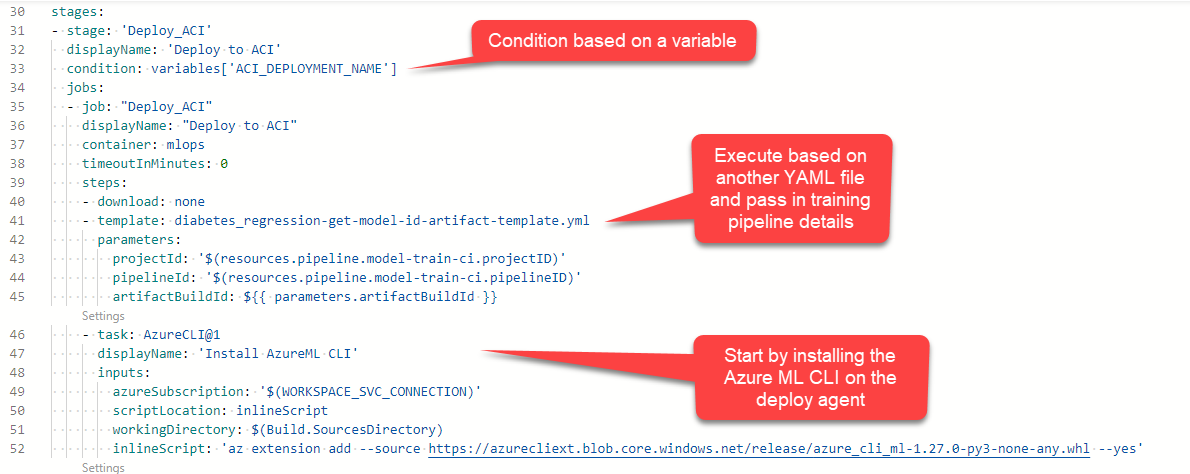 30 stages:
31 - stage: 'Deploy_ACI'
32 displayName: 'Deploy to ACI'
33 condition: variables['ACI_DEPLOYMENT_NAME']
34 jobs:
35 - job: "Deploy_ACI"
36 displayName: "Deploy to ACI"
37 container: mlops
38 timeoutInMinutes: 0
39 steps:
40 - download: none
41 - template: diabetes_regression-get-model-id-artifact-template.yml
42 parameters:
43 projectId: '$(resources.pipeline.model-train-ci.projectID)'
44 pipelineId: '$(resources.pipeline.model-train-ci.pipelineID)'
45 artifactBuildId: ${{ parameters.artifactBuildId }}
Settings
46 - task: AzureCLI@1
47 displayName: 'Install AzureML CLI'
48 inputs:
49 azureSubscription: '$(WORKSPACE_SVC_CONNECTION)'
50 scriptLocation: inlineScript
51 workingDirectory: $(Build.SourcesDirectory)
52 inlineScript: 'az extension add --source https://azurecliext.blob.core.windows.net/release/azure_cli_ml-1.27.0-py3-none-any.whl --yes'
Settings
Condition based on a variable
Execute based on
another YAML file
and pass in training
pipeline details
Start by installing the
Azure ML CLI on the
deploy agent